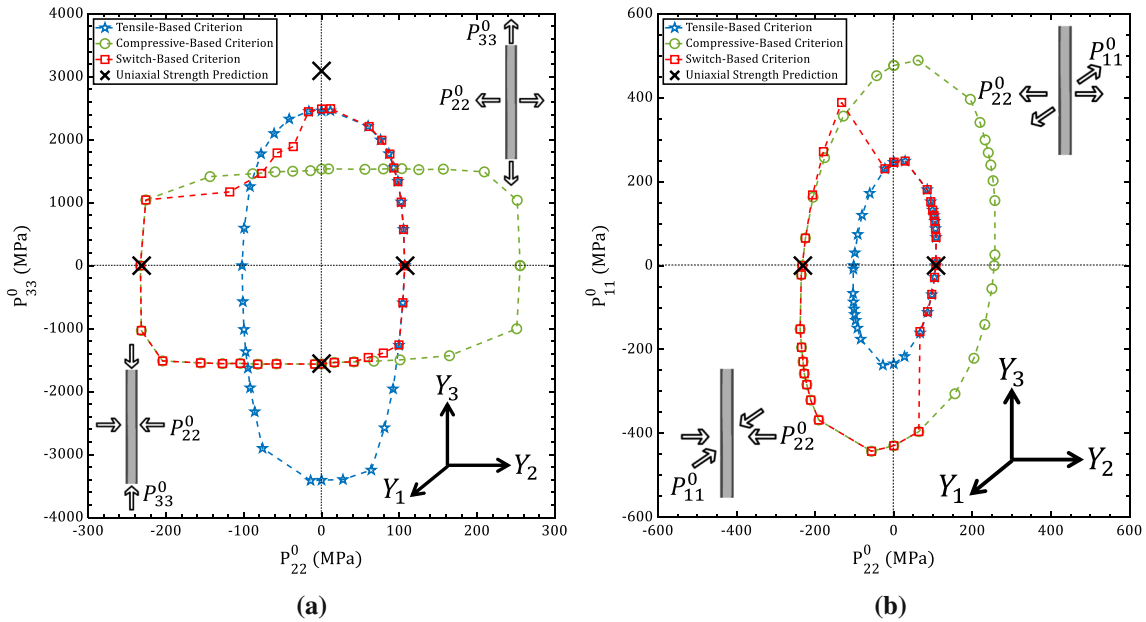 Tensile-Based Criterion
Compressive-Based Criterion
Switch-Based Criterion
Uniaxial Strength Prediction
P⁰₃₃
P⁰₂₂
P⁰₂₂
P⁰₃₃
Y₃
Y₂
Y₁
4000
3000
2000
1000
0
-1000
-2000
-3000
-4000
P⁰₃₃ (MPa)
-300
-200
-100
0
100
200
300
P⁰₂₂ (MPa)
(a)
Tensile-Based Criterion
Compressive-Based Criterion
Switch-Based Criterion
Uniaxial Strength Prediction
P⁰₁₁
P⁰₂₂
P⁰₂₂
P⁰₁₁
Y₃
Y₂
Y₁
600
400
200
0
-200
-400
-600
P⁰₁₁ (MPa)
-600
-400
-200
0
200
400
600
P⁰₂₂ (MPa)
(b)